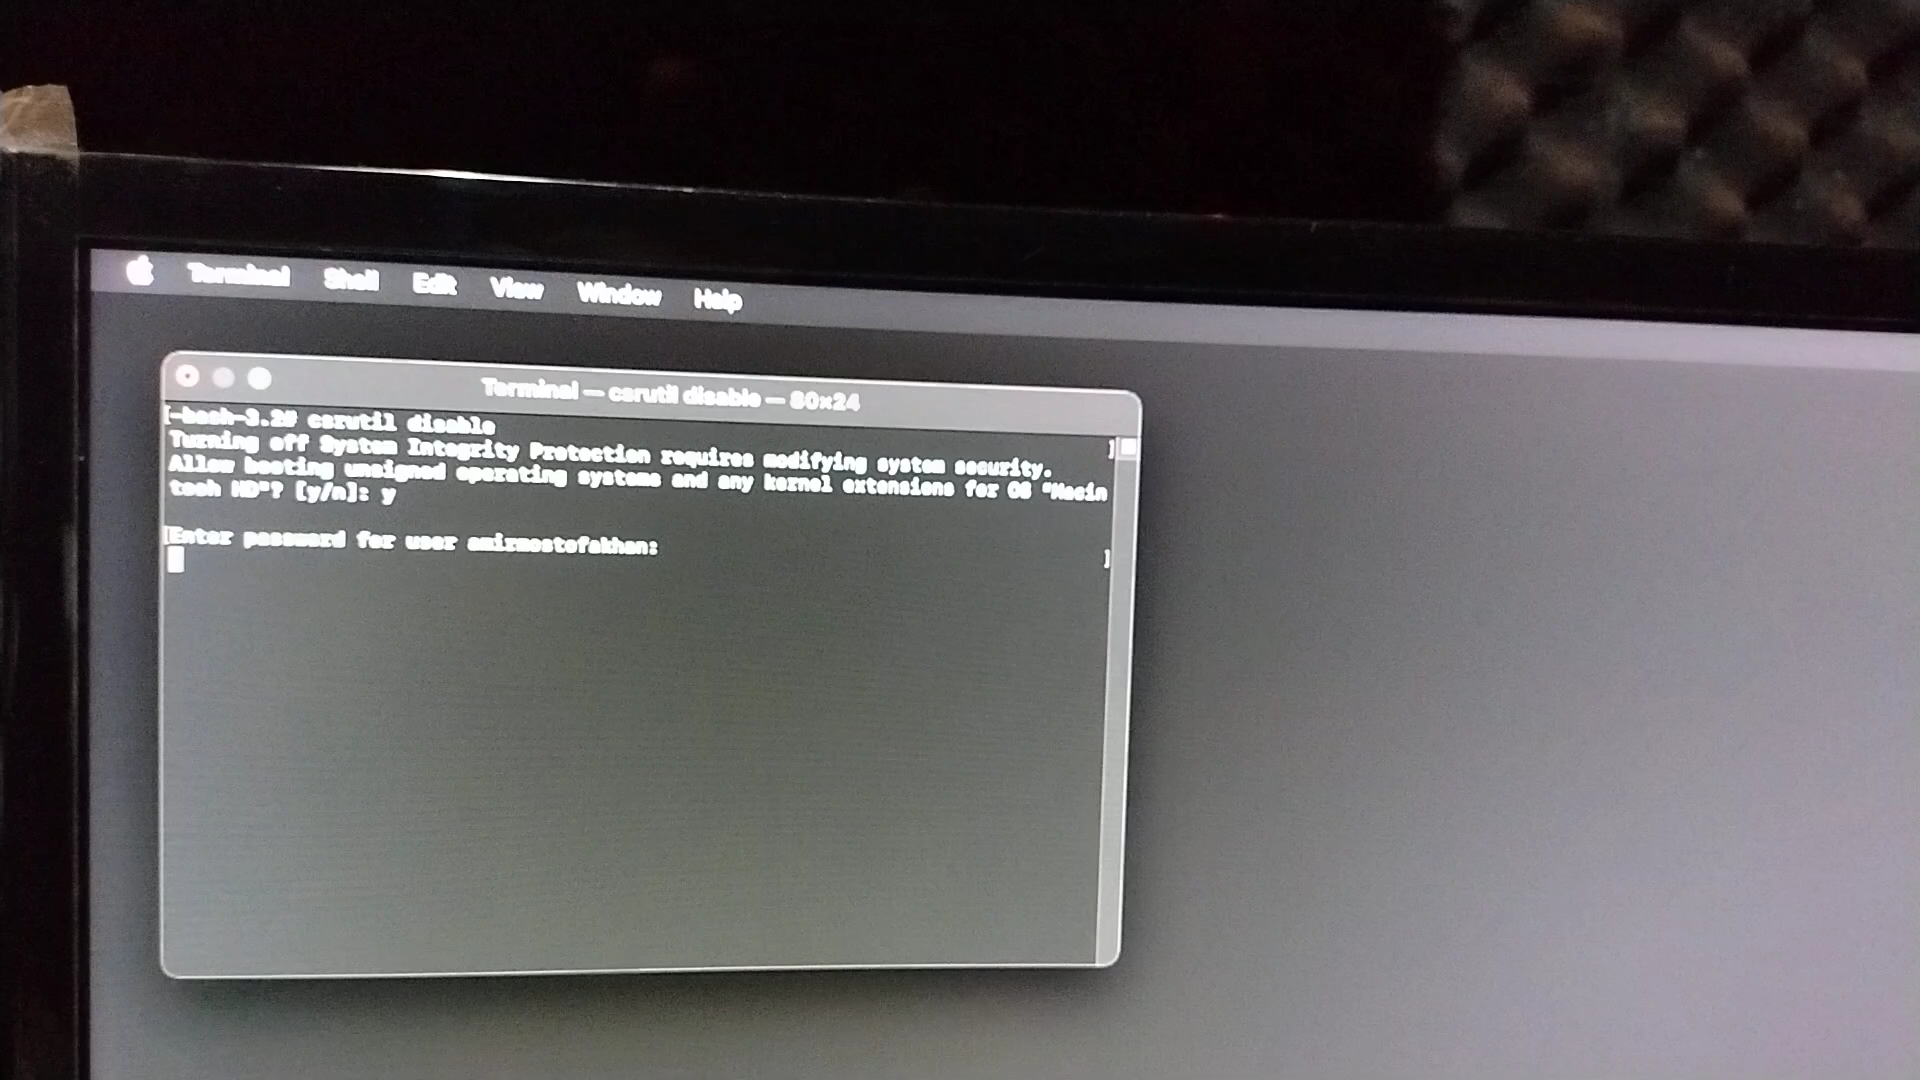 Terminal Shell Edit View Window Help
Terminal — csrutil disable — 80×24
[-bash-3.2# csrutil disable ]
Turning off System Integrity Protection requires modifying system security.
Allow booting unsigned operating systems and any kernel extensions for OS "Macin
tosh HD"? [y/n]: y
[Enter password for user amirmostofakhan: ]